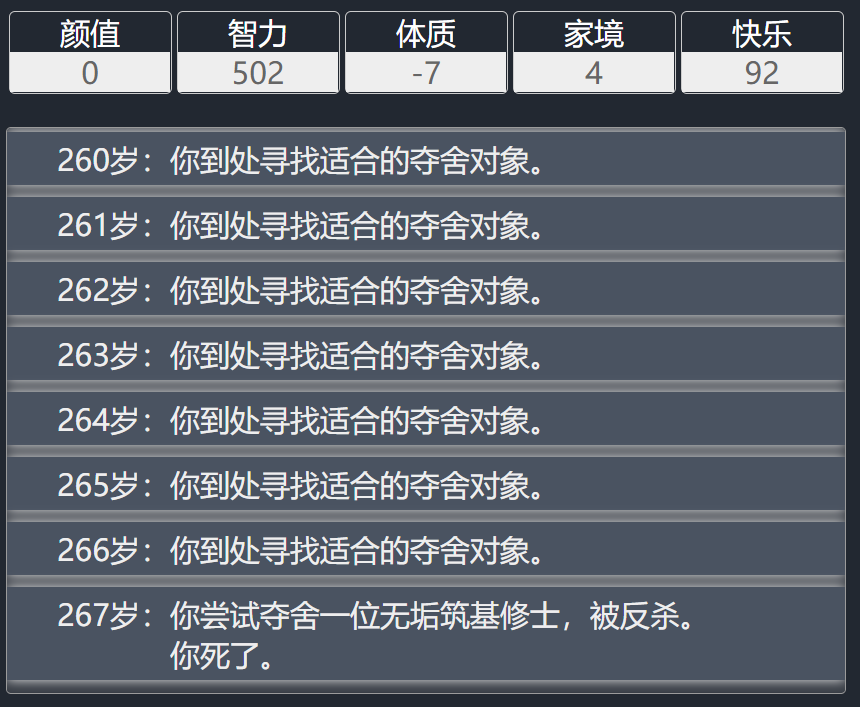 颜值 智力 体质 家境 快乐
0 502 -7 4 92
260岁：你到处寻找适合的夺舍对象。
261岁：你到处寻找适合的夺舍对象。
262岁：你到处寻找适合的夺舍对象。
263岁：你到处寻找适合的夺舍对象。
264岁：你到处寻找适合的夺舍对象。
265岁：你到处寻找适合的夺舍对象。
266岁：你到处寻找适合的夺舍对象。
267岁：你尝试夺舍一位无垢筑基修士，被反杀。
你死了。